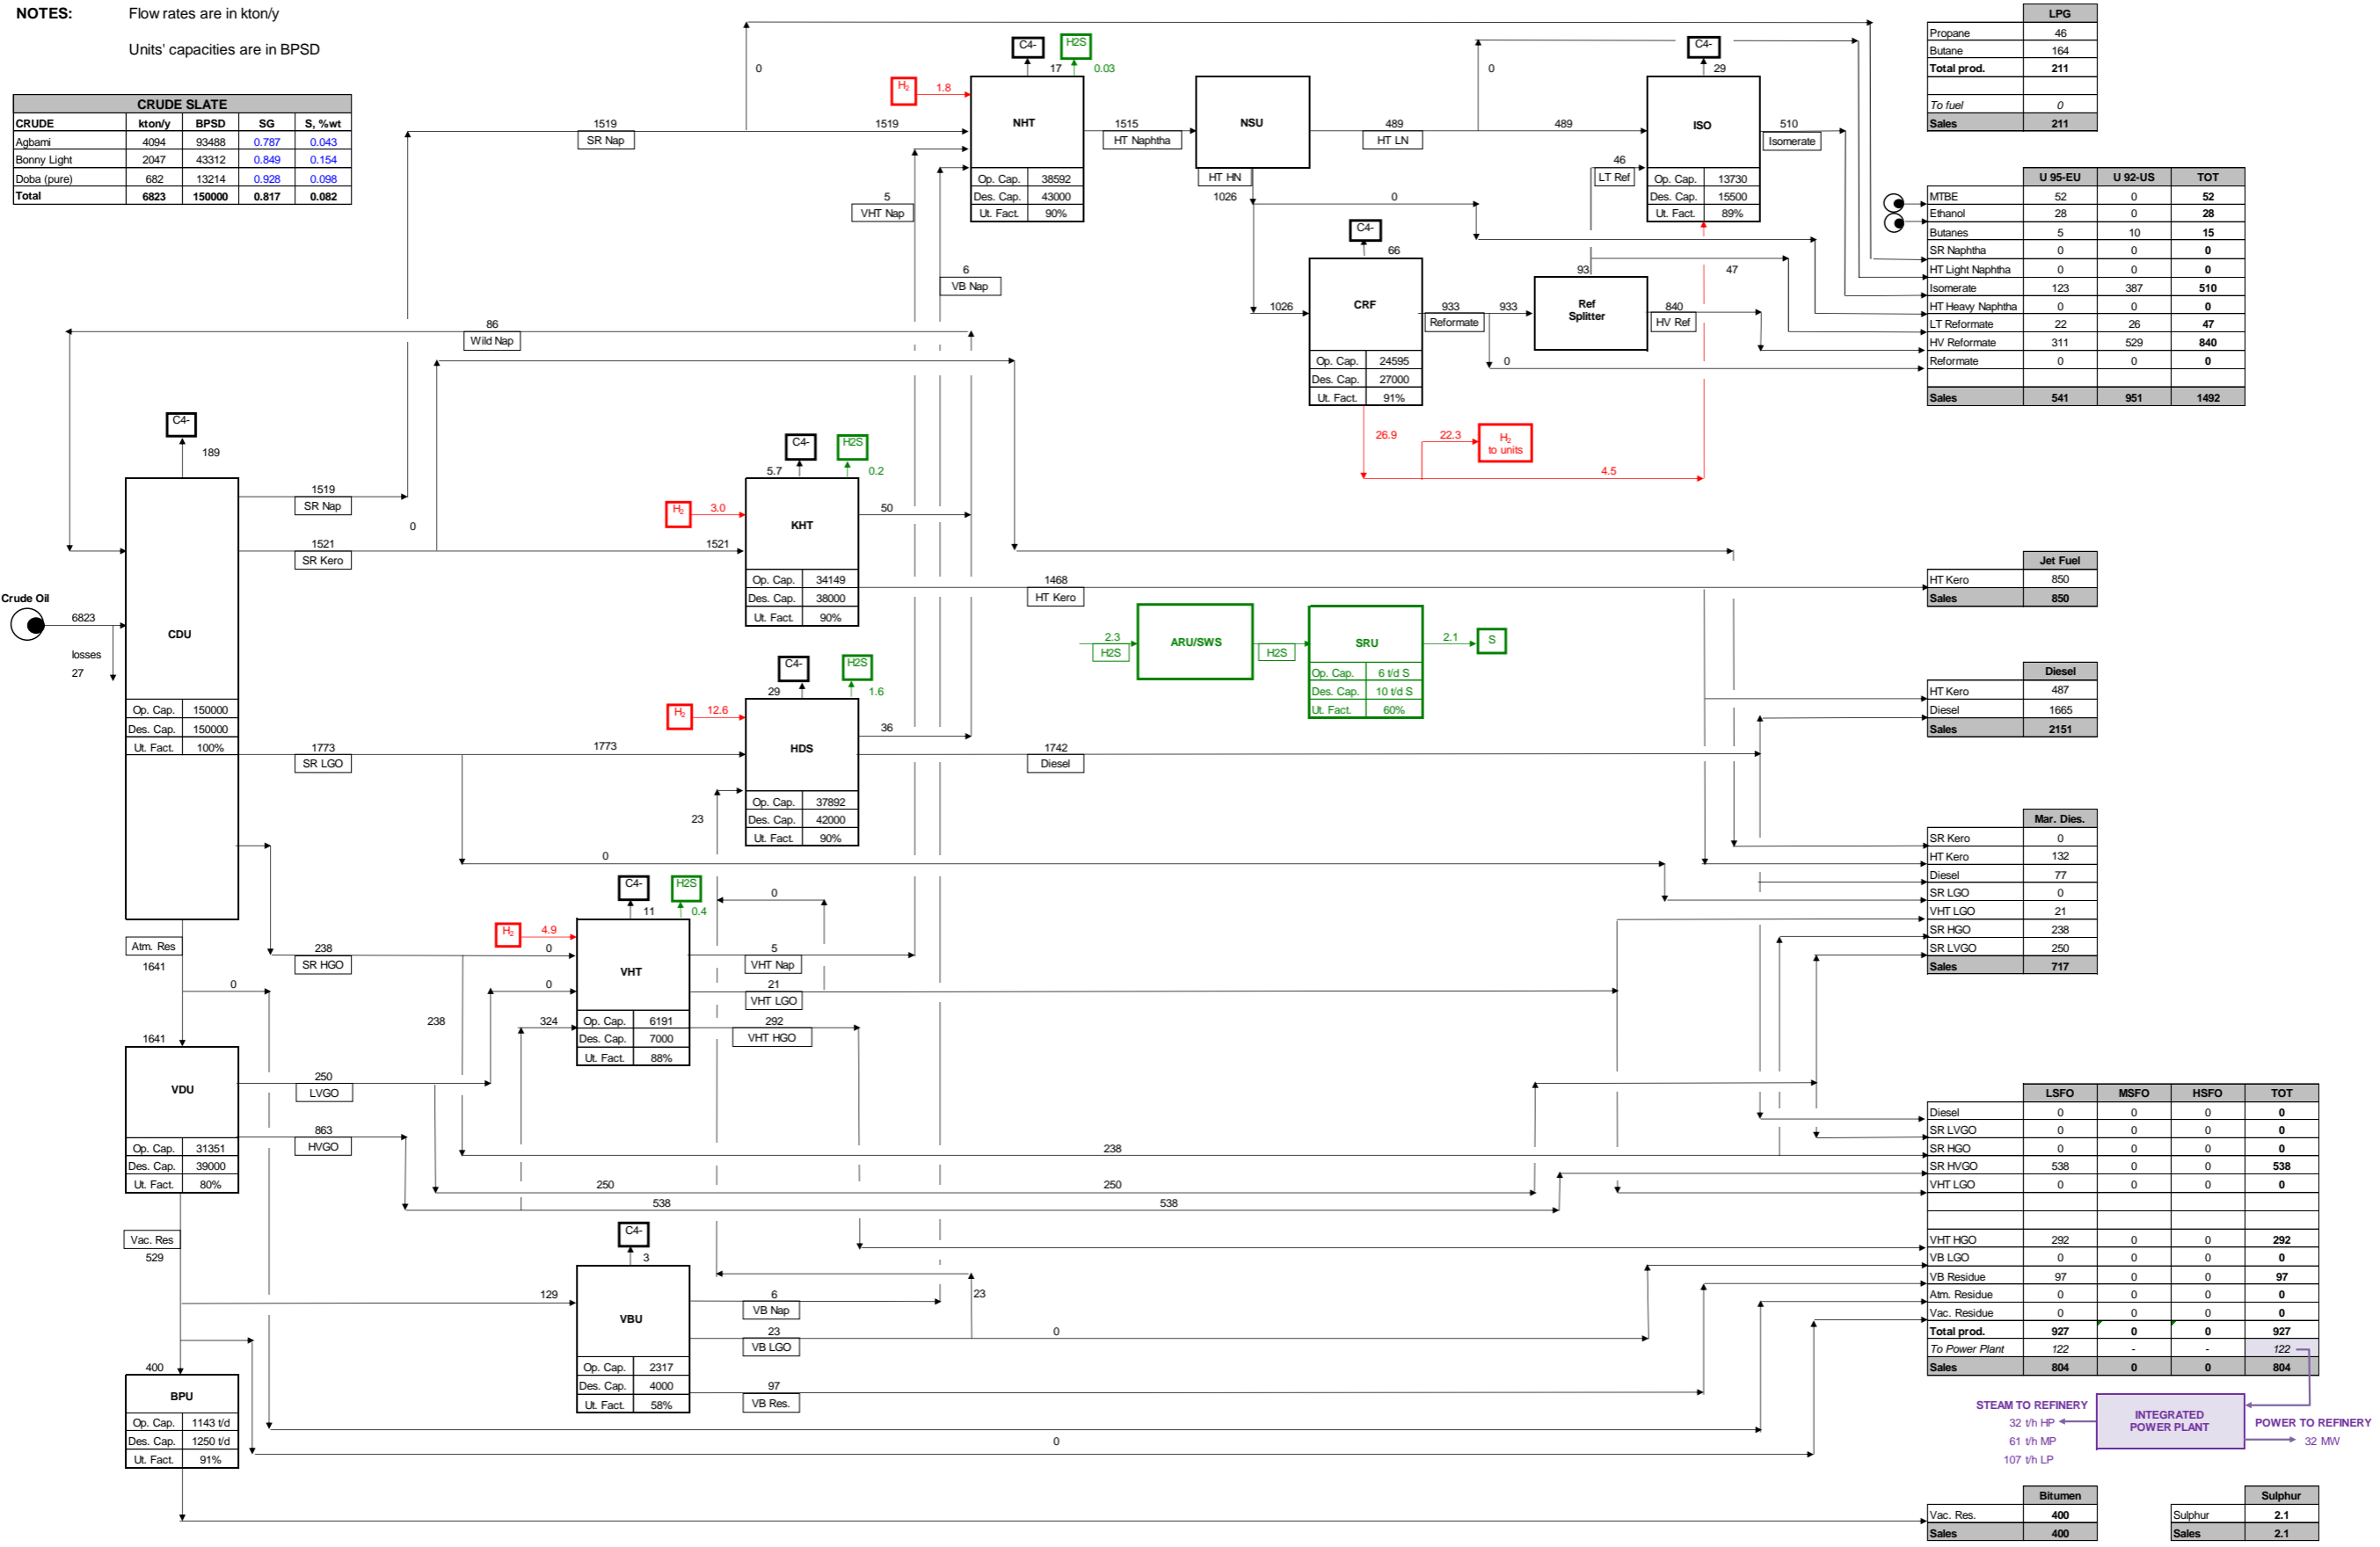 NOTES: Flow rates are in kton/y
Units' capacities are in BPSD
CRUDE SLATE
CRUDE kton/y BPSD SG S, %wt
Agbami 4094 93488 0.787 0.043
Bonny Light 2047 43312 0.849 0.154
Doba (pure) 682 13214 0.928 0.098
Total 6823 150000 0.817 0.082
0
1519
SR Nap
1519
H2 1.8
C4-
17
H2S
0.03
NHT
Op. Cap. 38592
Des. Cap. 43000
Ut. Fact. 90%
5
VHT Nap
6
VB Nap
1515
HT Naphtha
NSU
HT HN
1026
489
HT LN
0
489
C4-
29
ISO
Op. Cap. 13730
Des. Cap. 15500
Ut. Fact. 89%
46
LT Ref
510
Isomerate
0
C4-
66
1026
CRF
Op. Cap. 24595
Des. Cap. 27000
Ut. Fact. 91%
933
Reformate
933
93
Ref
Splitter
47
840
HV Ref
0
26.9
22.3
H2
to units
4.5
86
Wild Nap
C4-
189
Crude Oil
6823
losses
27
CDU
Op. Cap. 150000
Des. Cap. 150000
Ut. Fact. 100%
1519
SR Nap
0
1521
SR Kero
1521
H2 3.0
C4-
5.7
H2S
0.2
KHT
50
Op. Cap. 34149
Des. Cap. 38000
Ut. Fact. 90%
1468
HT Kero
2.3
H2S
ARU/SWS
H2S
SRU
Op. Cap. 6 t/d S
Des. Cap. 10 t/d S
Ut. Fact. 60%
2.1
S
1773
SR LGO
1773
H2 12.6
C4-
29
H2S
1.6
HDS
36
Op. Cap. 37892
Des. Cap. 42000
Ut. Fact. 90%
1742
Diesel
23
0
Atm. Res
1641
0
238
SR HGO
238
H2 4.9
0
0
324
C4-
11
H2S
0.4
VHT
Op. Cap. 6191
Des. Cap. 7000
Ut. Fact. 88%
0
5
VHT Nap
21
VHT LGO
292
VHT HGO
1641
VDU
Op. Cap. 31351
Des. Cap. 39000
Ut. Fact. 80%
250
LVGO
863
HVGO
238
250
250
538
538
Vac. Res
529
129
C4-
3
VBU
Op. Cap. 2317
Des. Cap. 4000
Ut. Fact. 58%
6
VB Nap
23
23
VB LGO
0
97
VB Res.
400
BPU
Op. Cap. 1143 t/d
Des. Cap. 1250 t/d
Ut. Fact. 91%
0
LPG
Propane 46
Butane 164
Total prod. 211
To fuel 0
Sales 211
U 95-EU U 92-US TOT
MTBE 52 0 52
Ethanol 28 0 28
Butanes 5 10 15
SR Naphtha 0 0 0
HT Light Naphtha 0 0 0
Isomerate 123 387 510
HT Heavy Naphtha 0 0 0
LT Reformate 22 26 47
HV Reformate 311 529 840
Reformate 0 0 0
Sales 541 951 1492
Jet Fuel
HT Kero 850
Sales 850
Diesel
HT Kero 487
Diesel 1665
Sales 2151
Mar. Dies.
SR Kero 0
HT Kero 132
Diesel 77
SR LGO 0
VHT LGO 21
SR HGO 238
SR LVGO 250
Sales 717
LSFO MSFO HSFO TOT
Diesel 0 0 0 0
SR LVGO 0 0 0 0
SR HGO 0 0 0 0
SR HVGO 538 0 0 538
VHT LGO 0 0 0 0
VHT HGO 292 0 0 292
VB LGO 0 0 0 0
VB Residue 97 0 0 97
Atm. Residue 0 0 0 0
Vac. Residue 0 0 0 0
Total prod. 927 0 0 927
To Power Plant 122 - - 122
Sales 804 0 0 804
STEAM TO REFINERY
32 t/h HP
61 t/h MP
107 t/h LP
INTEGRATED
POWER PLANT
POWER TO REFINERY
32 MW
Bitumen
Vac. Res. 400
Sales 400
Sulphur
Sulphur 2.1
Sales 2.1